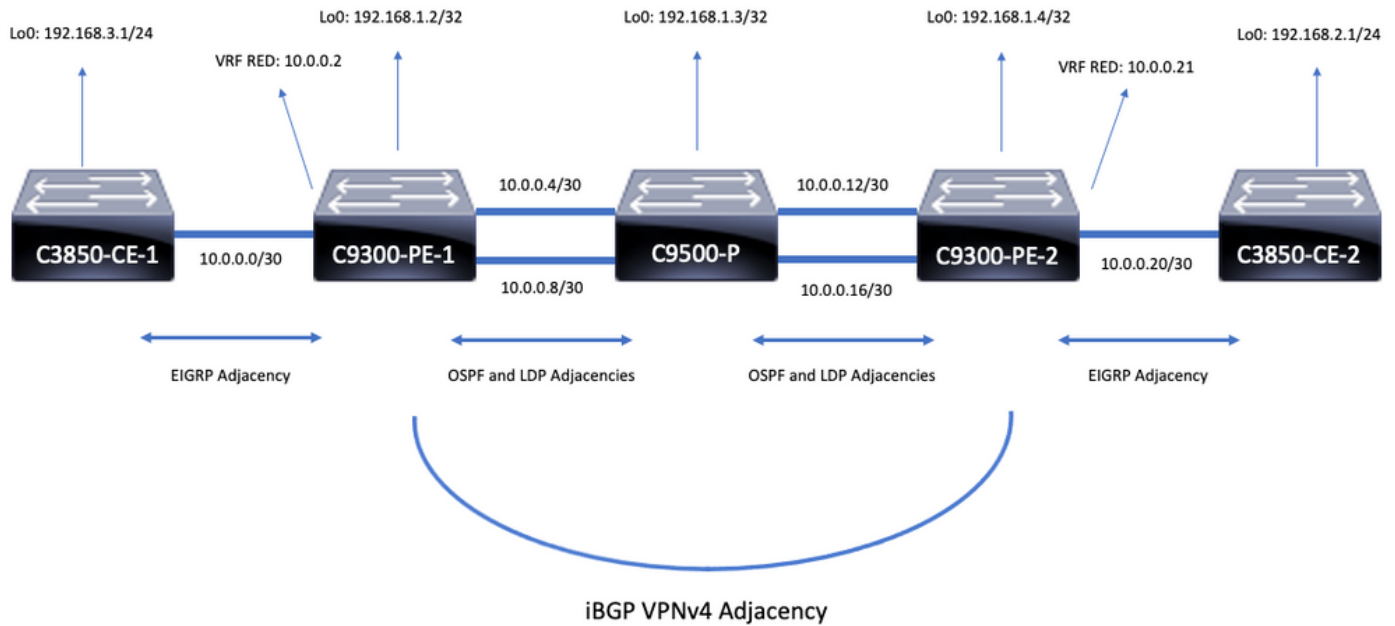 Lo0: 192.168.3.1/24
VRF RED: 10.0.0.2
Lo0: 192.168.1.2/32
Lo0: 192.168.1.3/32
Lo0: 192.168.1.4/32
VRF RED: 10.0.0.21
Lo0: 192.168.2.1/24
C3850-CE-1
10.0.0.0/30
C9300-PE-1
10.0.0.4/30
10.0.0.8/30
C9500-P
10.0.0.12/30
10.0.0.16/30
C9300-PE-2
10.0.0.20/30
C3850-CE-2
EIGRP Adjacency
OSPF and LDP Adjacencies
OSPF and LDP Adjacencies
EIGRP Adjacency
iBGP VPNv4 Adjacency